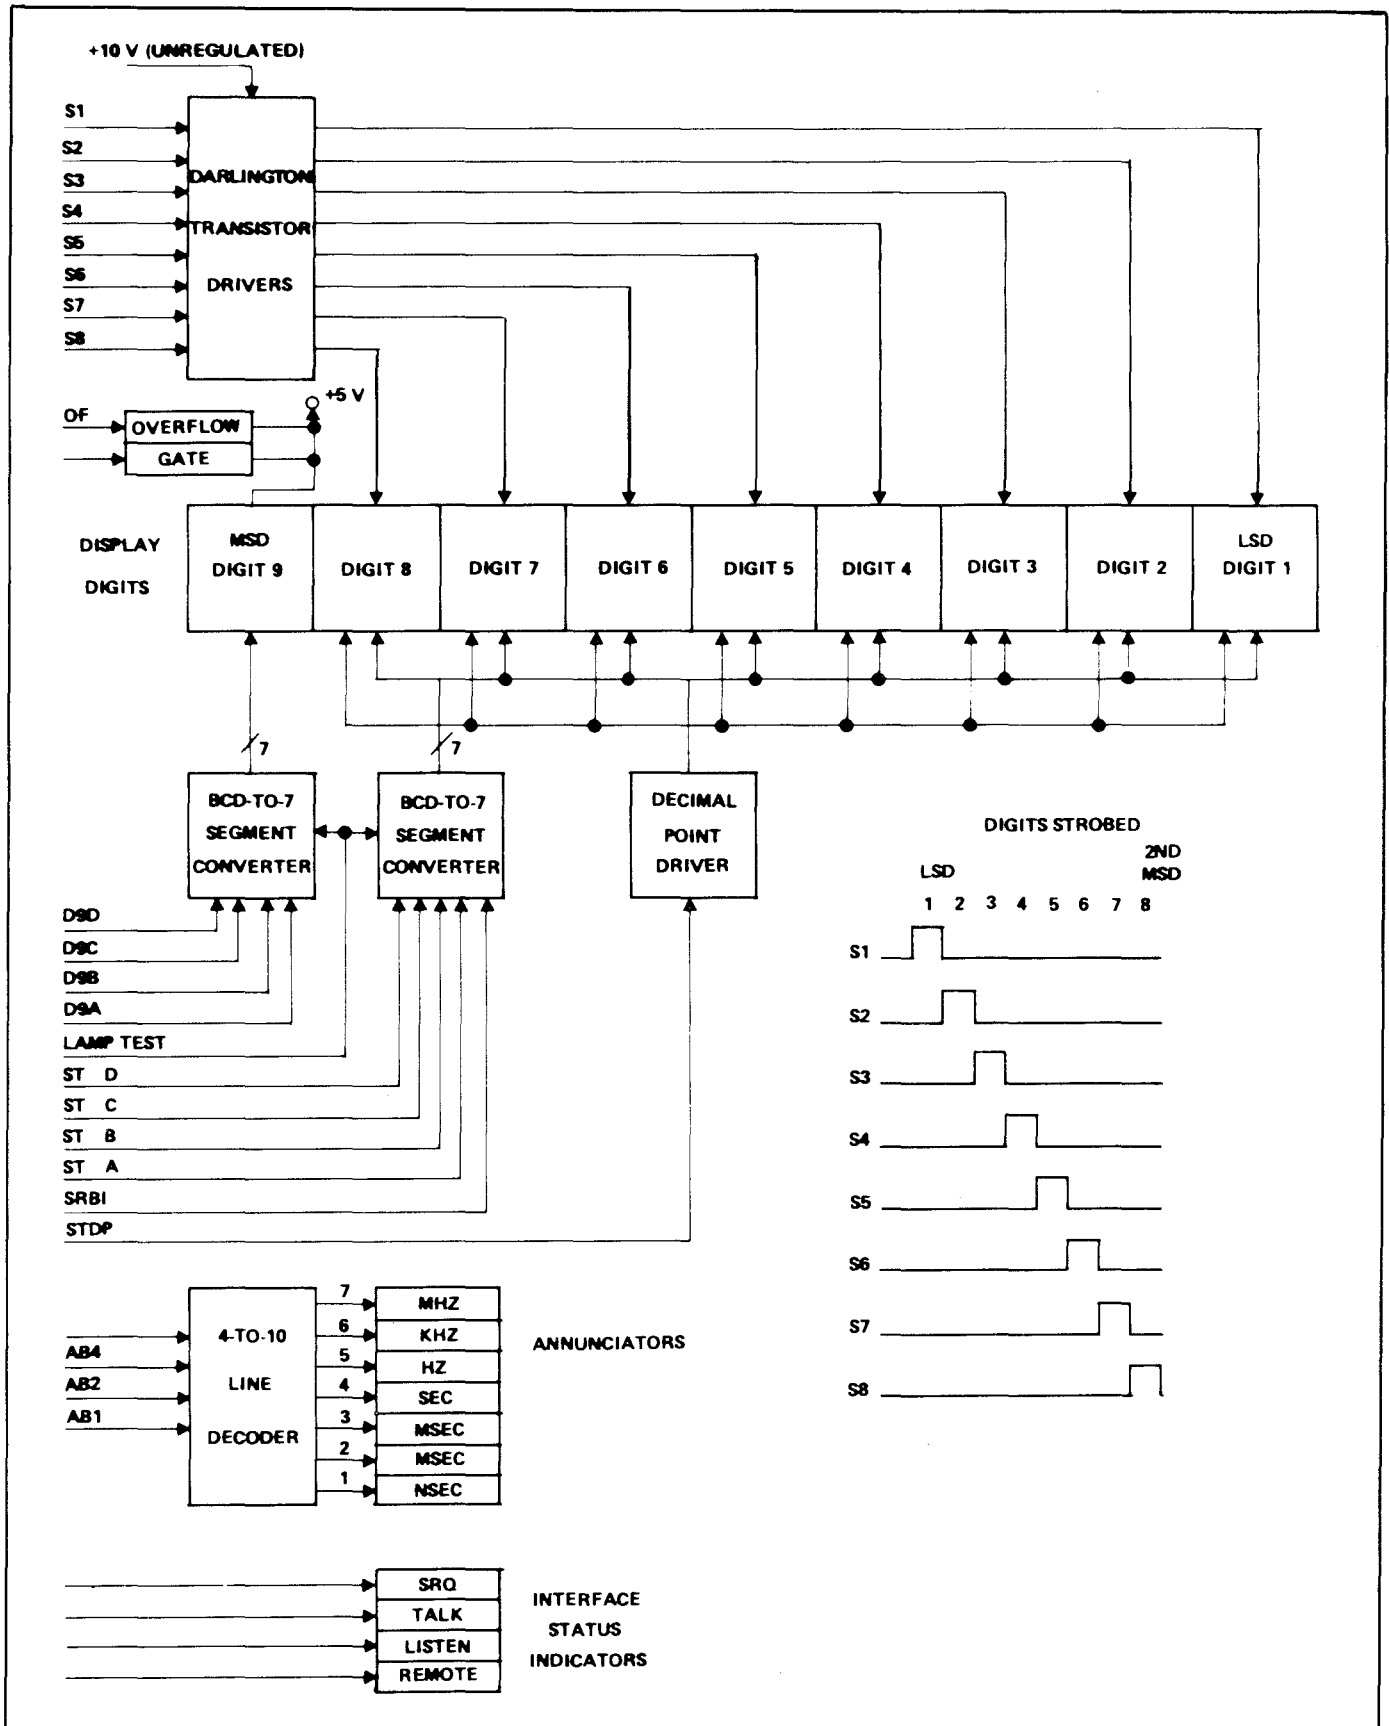 +10 V (UNREGULATED)
S1
S2
S3
S4
S5
S6
S7
S8
DARLINGTON
TRANSISTOR
DRIVERS
+5 V
OF
OVERFLOW
GATE
DISPLAY
DIGITS
MSD
DIGIT 9
DIGIT 8
DIGIT 7
DIGIT 6
DIGIT 5
DIGIT 4
DIGIT 3
DIGIT 2
LSD
DIGIT 1
7
7
BCD-TO-7
SEGMENT
CONVERTER
BCD-TO-7
SEGMENT
CONVERTER
DECIMAL
POINT
DRIVER
D9D
D9C
D9B
D9A
LAMP TEST
ST D
ST C
ST B
ST A
SRBI
STDP
DIGITS STROBED
LSD
2ND
MSD
1 2 3 4 5 6 7 8
S1
S2
S3
S4
S5
S6
S7
S8
AB4
AB2
AB1
4-TO-10
LINE
DECODER
7
6
5
4
3
2
1
MHZ
KHZ
HZ
SEC
MSEC
MSEC
NSEC
ANNUNCIATORS
SRQ
TALK
LISTEN
REMOTE
INTERFACE
STATUS
INDICATORS